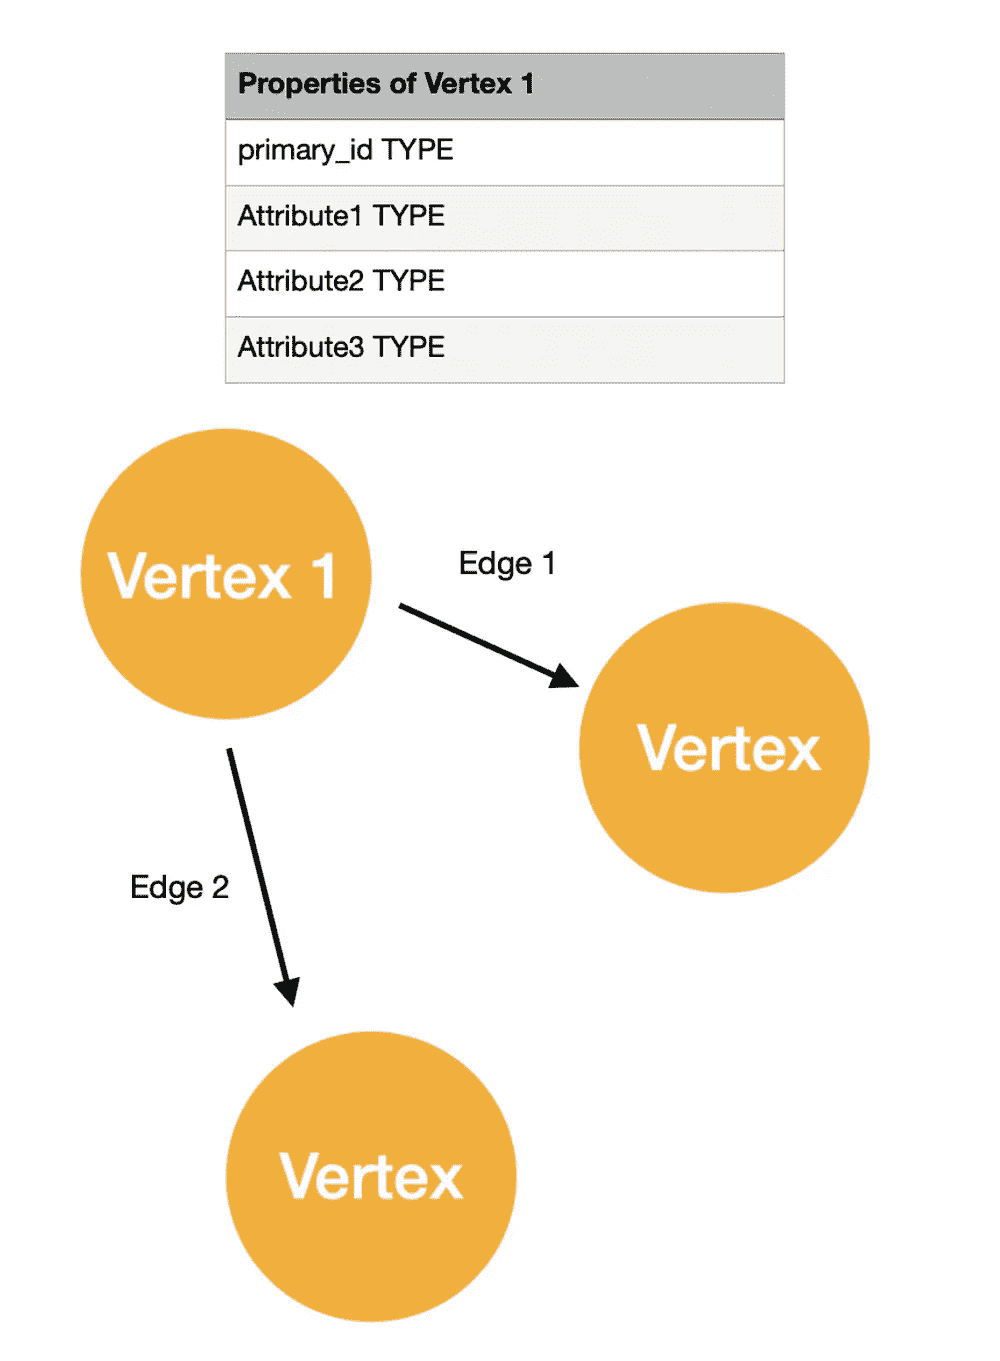 Properties of Vertex 1
primary_id TYPE
Attribute1 TYPE
Attribute2 TYPE
Attribute3 TYPE
Vertex 1
Edge 1
Vertex
Edge 2
Vertex